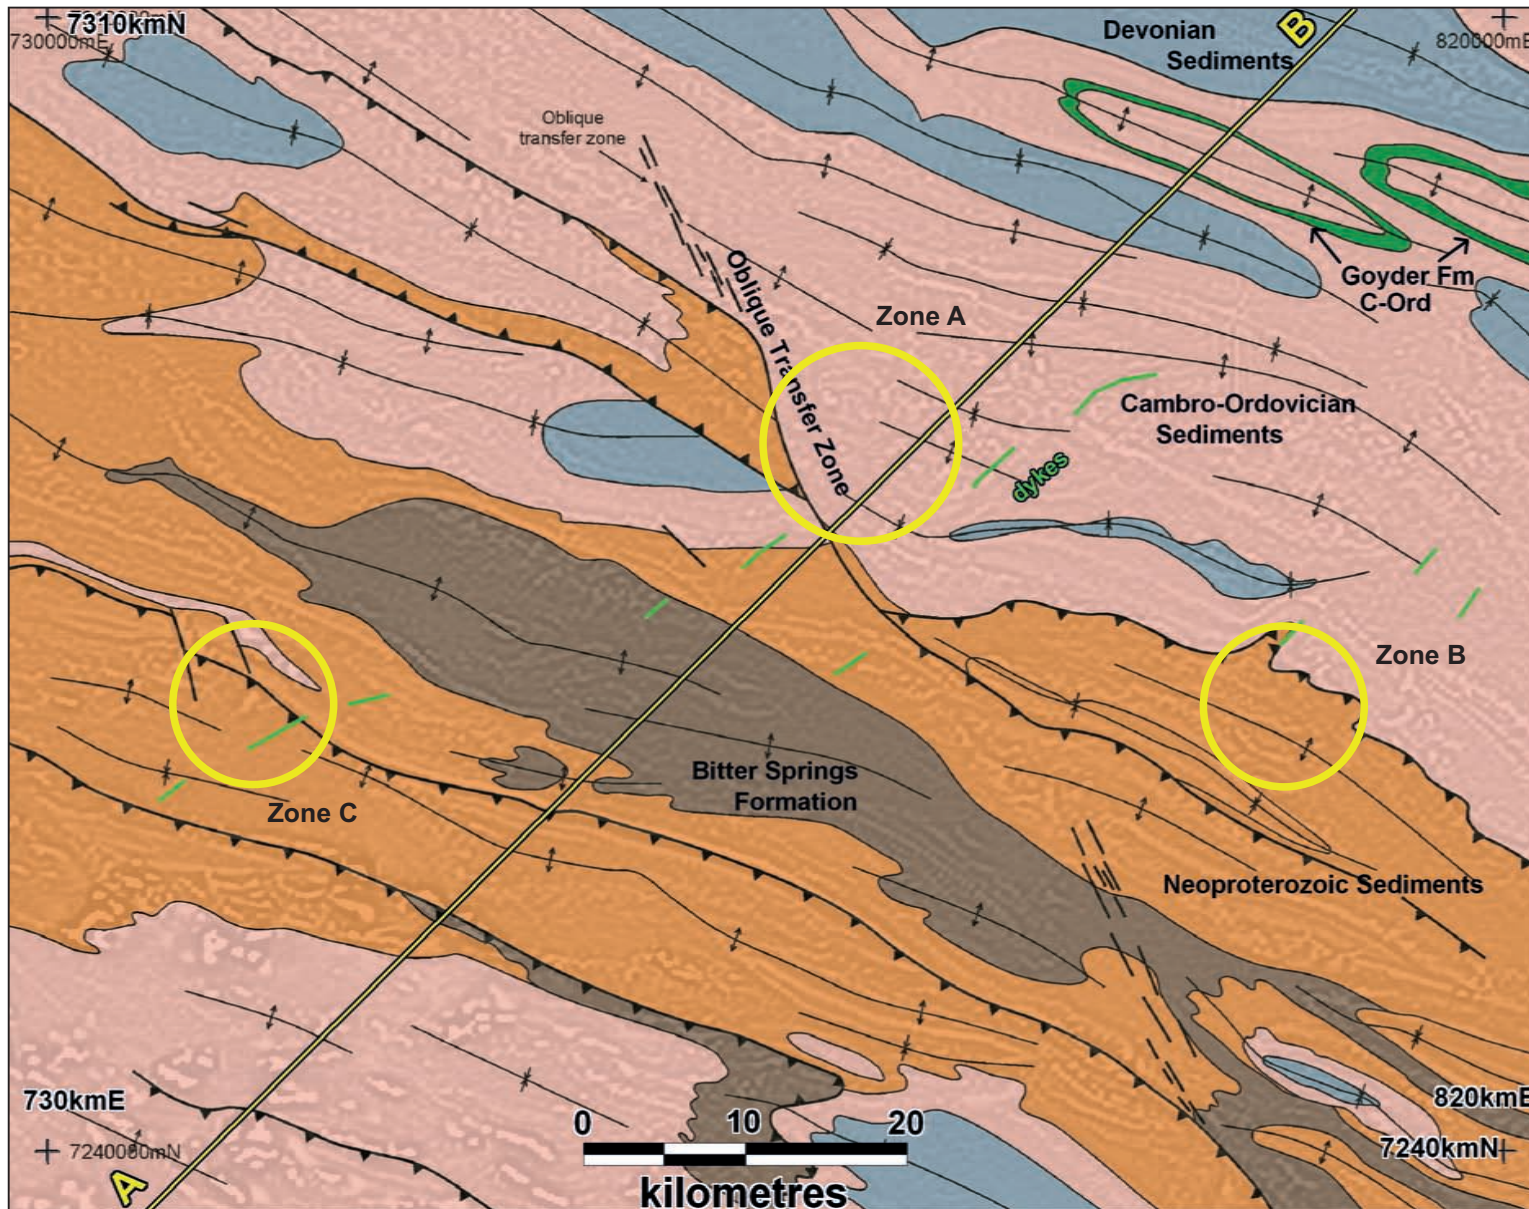 7310kmN
730000mE
B
Devonian
Sediments
820000mE
Oblique
transfer zone
Oblique Transfer Zone
Goyder Fm
C-Ord
Zone A
Cambro-Ordovician
Sediments
dykes
Zone B
Bitter Springs
Formation
Zone C
Neoproterozoic Sediments
730kmE
820kmE
7240000mN
7240kmN
A
0 10 20
kilometres